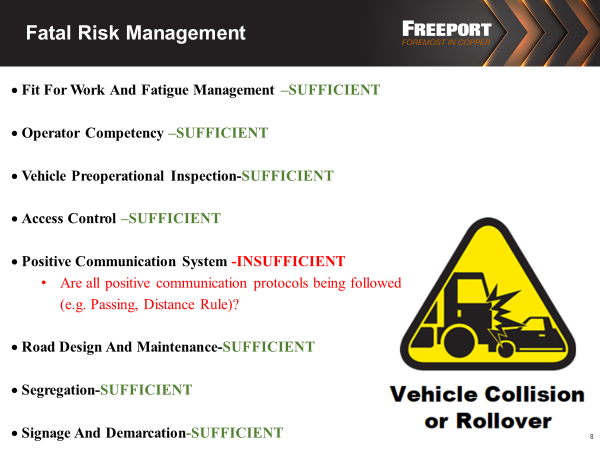 Fatal Risk Management
FREEPORT
FOREMOST IN COPPER
• Fit For Work And Fatigue Management –SUFFICIENT
• Operator Competency –SUFFICIENT
• Vehicle Preoperational Inspection-SUFFICIENT
• Access Control –SUFFICIENT
• Positive Communication System -INSUFFICIENT
• Are all positive communication protocols being followed
(e.g. Passing, Distance Rule)?
• Road Design And Maintenance-SUFFICIENT
• Segregation-SUFFICIENT
• Signage And Demarcation-SUFFICIENT
Vehicle Collision
or Rollover
8